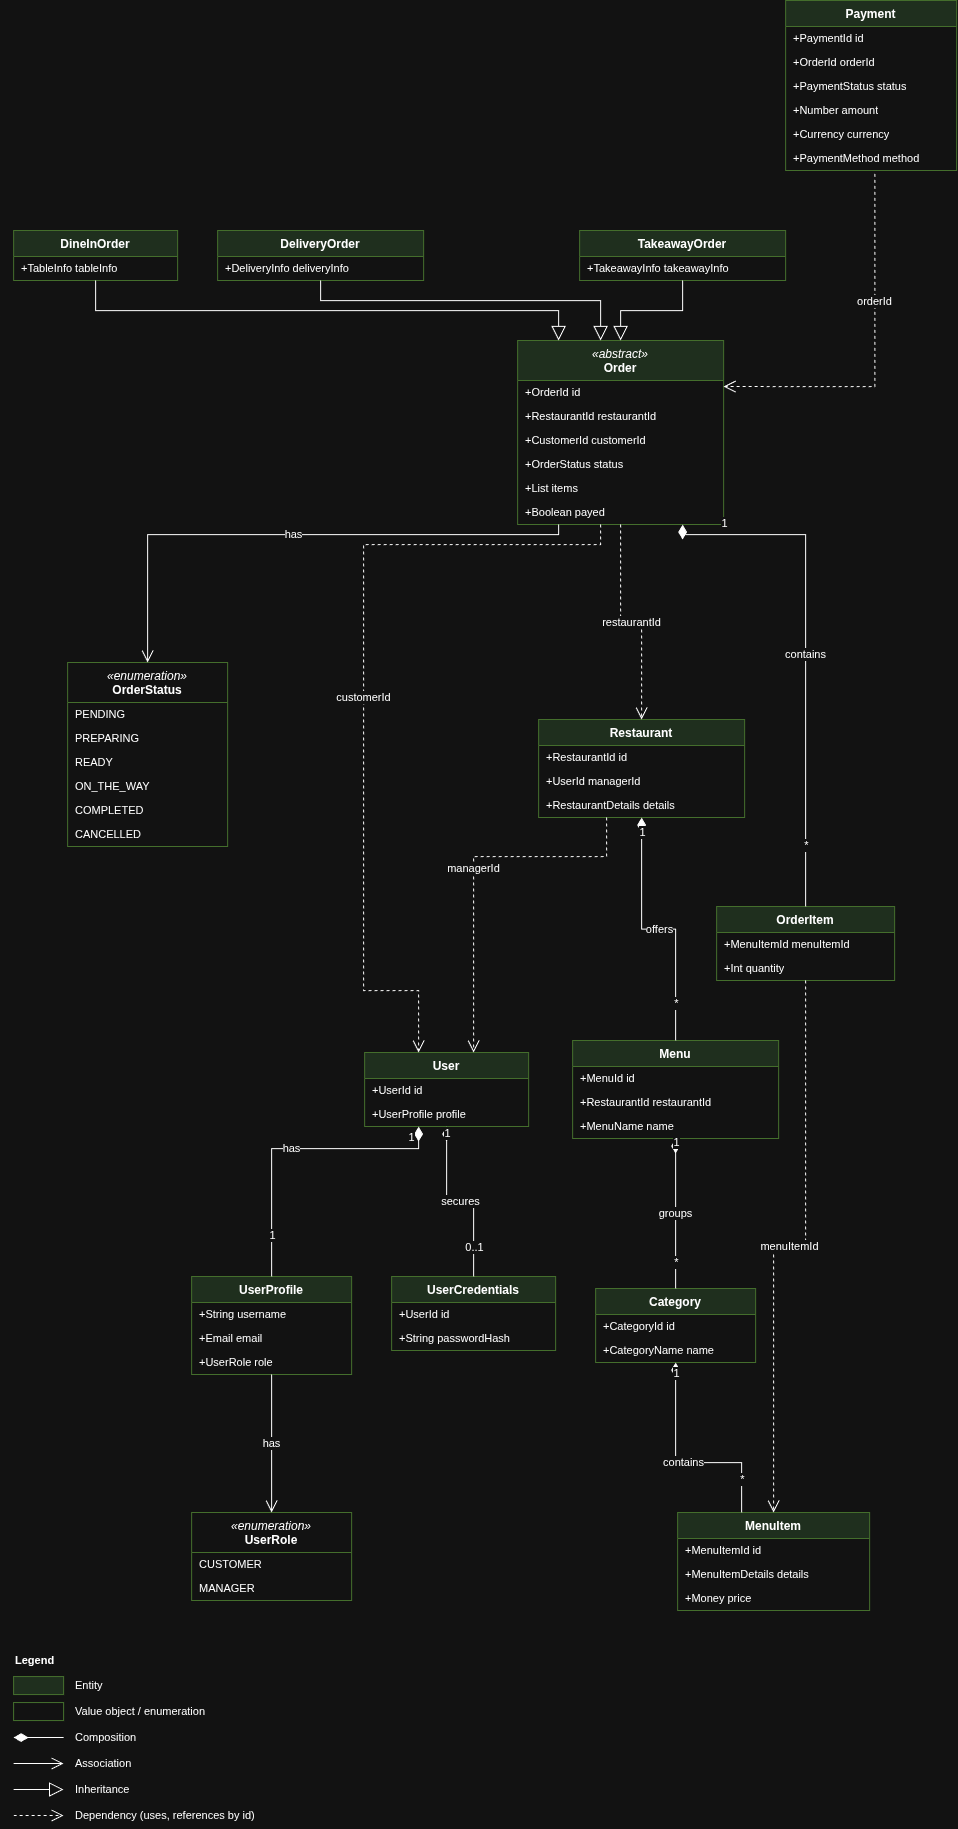 Payment
+PaymentId id
+OrderId orderId
+PaymentStatus status
+Number amount
+Currency currency
+PaymentMethod method
DineInOrder
+TableInfo tableInfo
DeliveryOrder
+DeliveryInfo deliveryInfo
TakeawayOrder
+TakeawayInfo takeawayInfo
orderId
«abstract»
Order
+OrderId id
+RestaurantId restaurantId
+CustomerId customerId
+OrderStatus status
+List items
+Boolean payed
1
has
customerId
restaurantId
contains
*
«enumeration»
OrderStatus
PENDING
PREPARING
READY
ON_THE_WAY
COMPLETED
CANCELLED
Restaurant
+RestaurantId id
+UserId managerId
+RestaurantDetails details
1
managerId
offers
*
OrderItem
+MenuItemId menuItemId
+Int quantity
User
+UserId id
+UserProfile profile
Menu
+MenuId id
+RestaurantId restaurantId
+MenuName name
1
1
1
has
secures
groups
1
0..1
*
menuItemId
UserProfile
+String username
+Email email
+UserRole role
UserCredentials
+UserId id
+String passwordHash
Category
+CategoryId id
+CategoryName name
1
has
contains
*
«enumeration»
UserRole
CUSTOMER
MANAGER
MenuItem
+MenuItemId id
+MenuItemDetails details
+Money price
Legend
Entity
Value object / enumeration
Composition
Association
Inheritance
Dependency (uses, references by id)